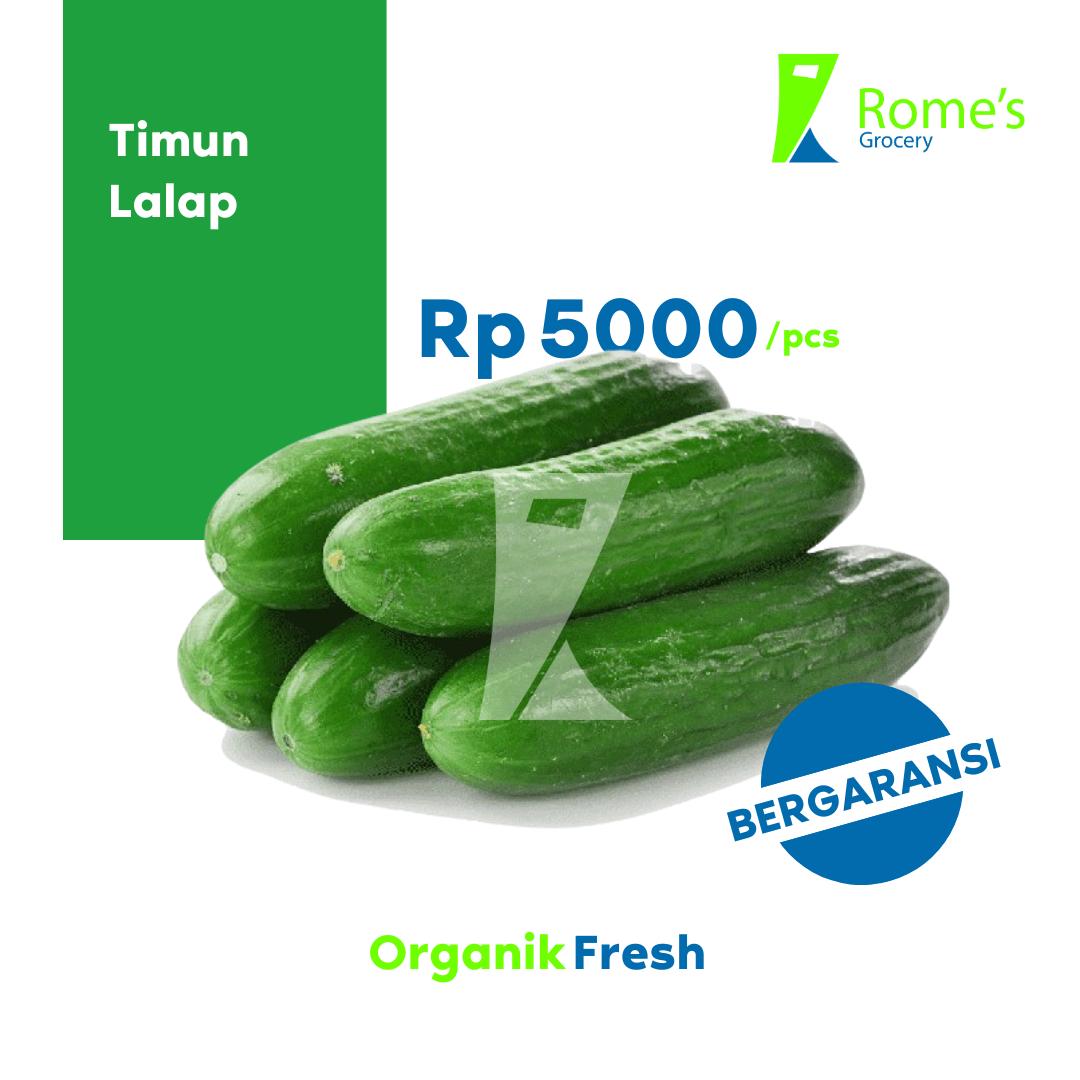 Timun
Lalap
Rome's
Grocery
Rp 5000 /pcs
BERGARANSI
Organik Fresh